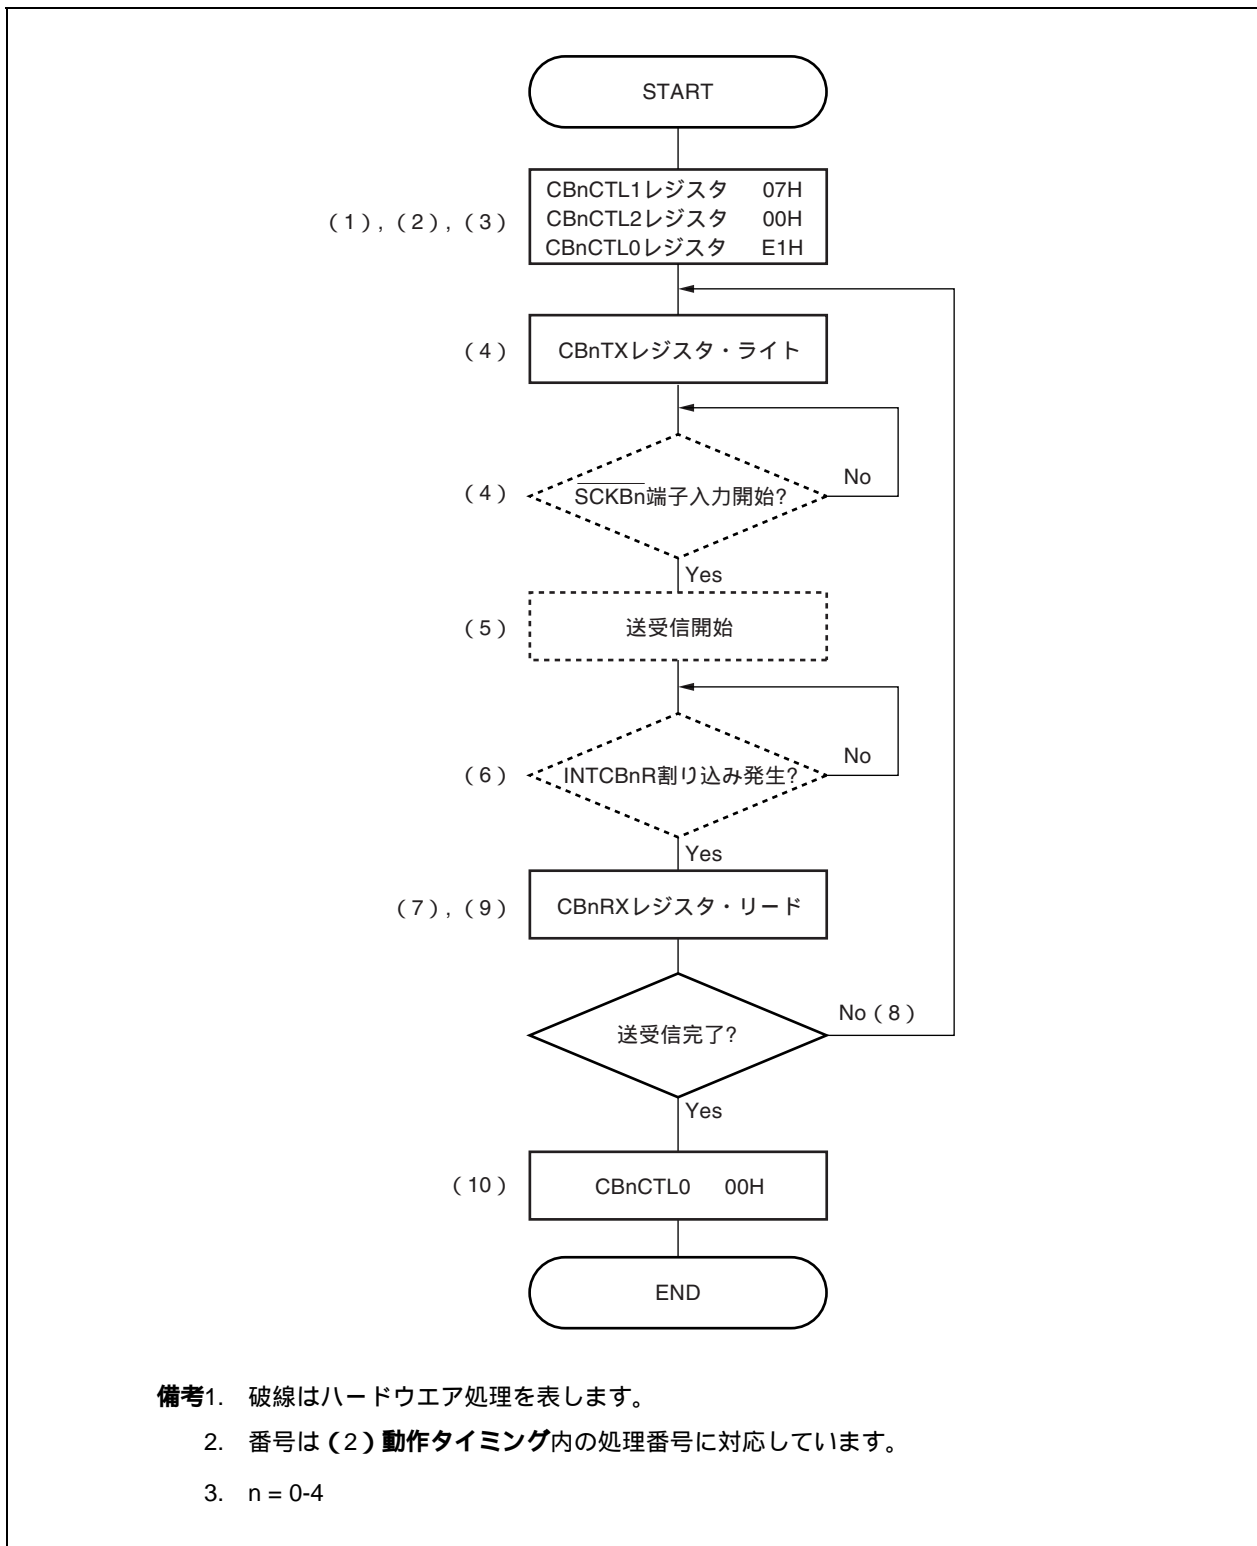 START
(1), (2), (3)
CBnCTL1レジスタ 07H
CBnCTL2レジスタ 00H
CBnCTL0レジスタ E1H
(4) CBnTXレジスタ・ライト
(4) SCKBn端子入力開始? No
Yes
(5) 送受信開始
(6) INTCBnR割り込み発生? No
Yes
(7), (9) CBnRXレジスタ・リード
送受信完了? No(8)
Yes
(10) CBnCTL0 00H
END
備考1. 破線はハードウエア処理を表します。
2. 番号は(2)動作タイミング内の処理番号に対応しています。
3. n = 0-4